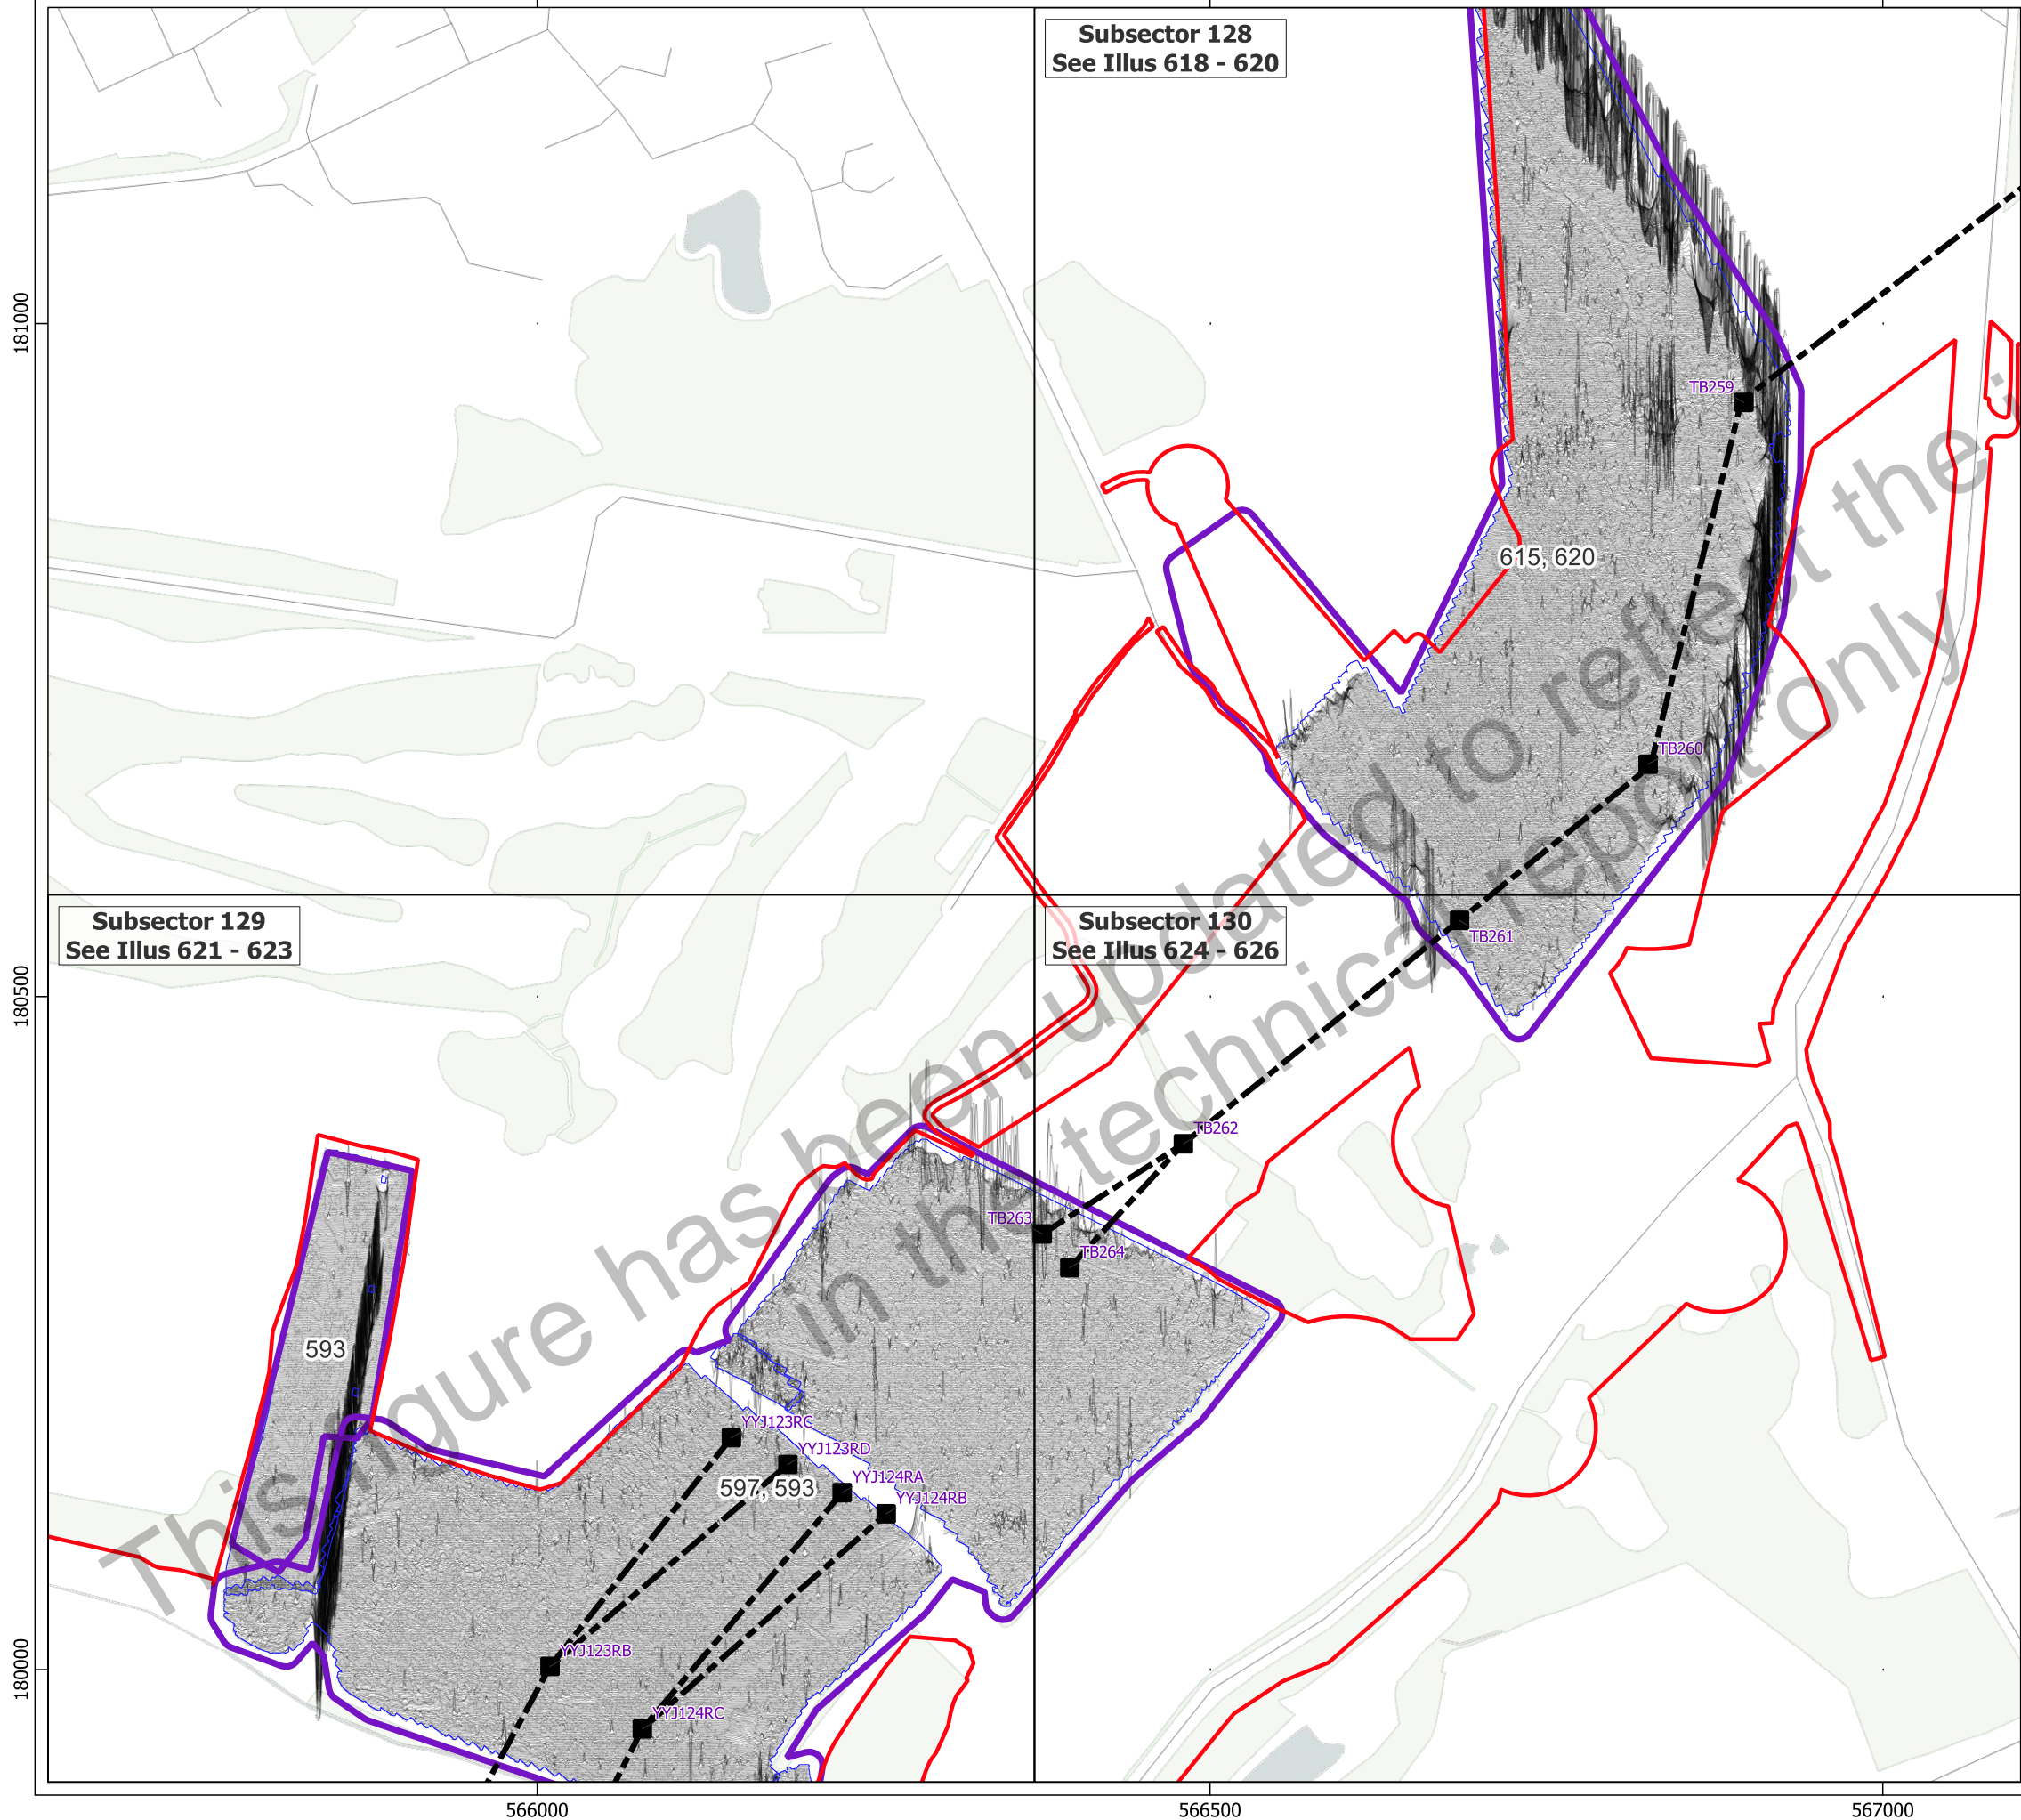 Subsector 128
See Illus 618 - 620
181000
TB259
615, 620
TB260
Subsector 129
See Illus 621 - 623
Subsector 130
See Illus 624 - 626
TB261
180500
TB262
TB263
TB264
593
YYJ123RC
YYJ123RD
YYJ124RA
597, 593
YYJ124RB
YYJ123RB
180000
YYJ124RC
566000
566500
567000
This figure has been updated to reflect the
in the technical report only